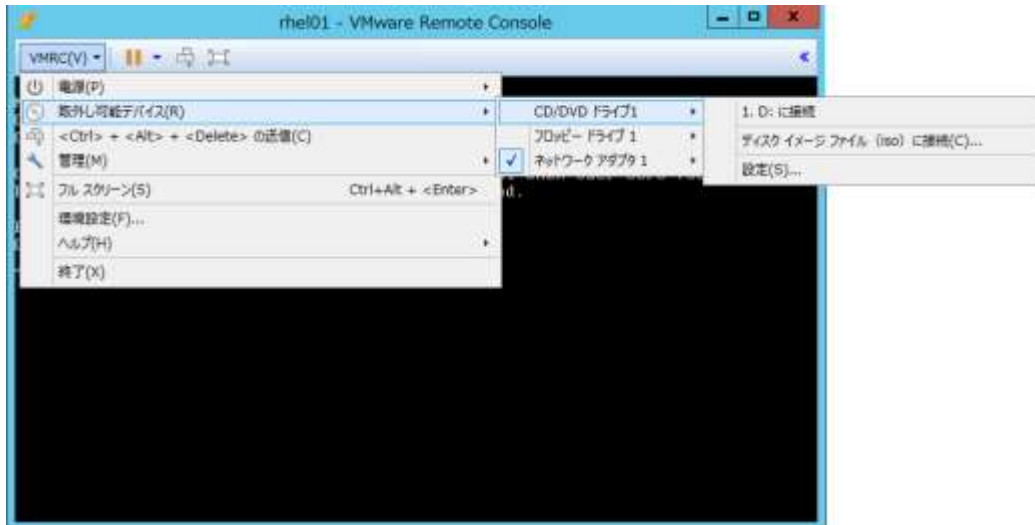 rhel01 - VMware Remote Console
VMRC(V)
電源(P)
取外し可能デバイス(R)
CD/DVD ドライブ1
1. D: に接続
<Ctrl> + <Alt> + <Delete> の送信(C)
フロッピー ドライブ 1
ディスク イメージ ファイル (iso) に接続(C)...
管理(M)
ネットワーク アダプタ 1
設定(S)...
フル スクリーン(S) Ctrl+Alt + <Enter>
環境設定(F)...
ヘルプ(H)
終了(X)